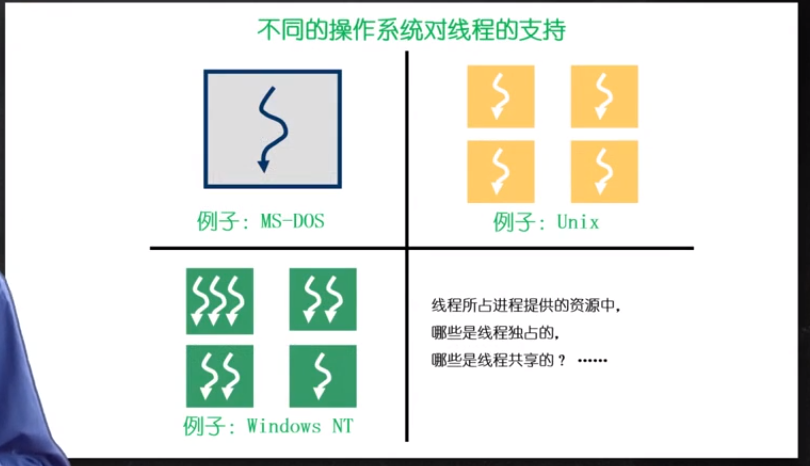 不同的操作系统对线程的支持
例子：MS-DOS
例子：Unix
例子：Windows NT
线程所占进程提供的资源中，
哪些是线程独占的，
哪些是线程共享的？ ……